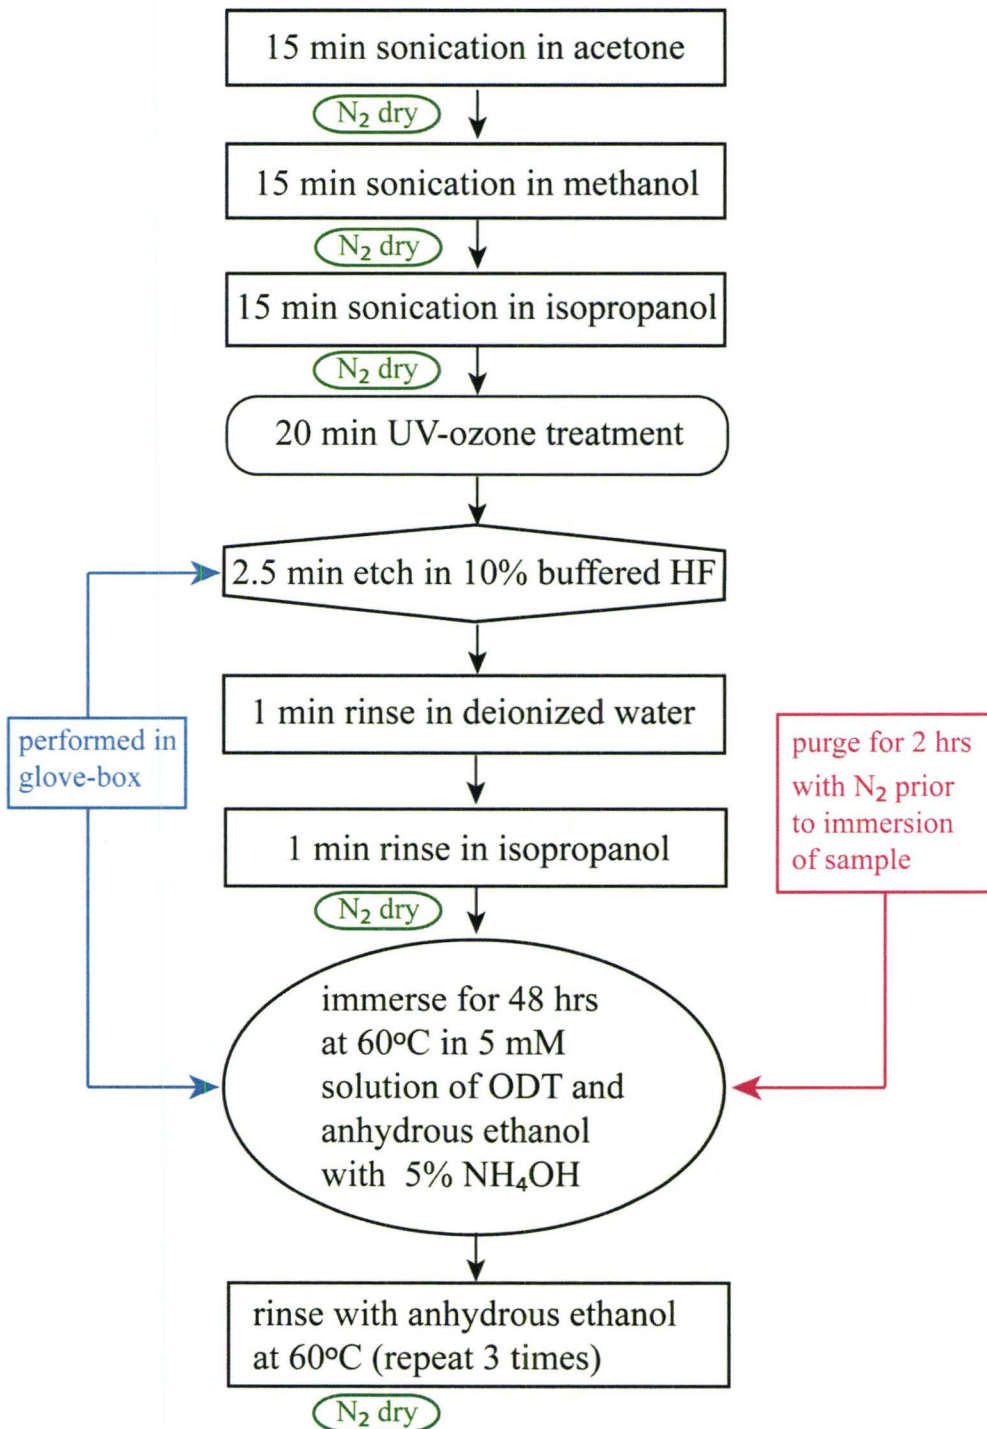 15 min sonication in acetone
N₂ dry
15 min sonication in methanol
N₂ dry
15 min sonication in isopropanol
N₂ dry
20 min UV-ozone treatment
2.5 min etch in 10% buffered HF
1 min rinse in deionized water
performed in
glove-box
purge for 2 hrs
with N₂ prior
to immersion
of sample
1 min rinse in isopropanol
N₂ dry
immerse for 48 hrs
at 60ºC in 5 mM
solution of ODT and
anhydrous ethanol
with 5% NH₄OH
rinse with anhydrous ethanol
at 60ºC (repeat 3 times)
N₂ dry